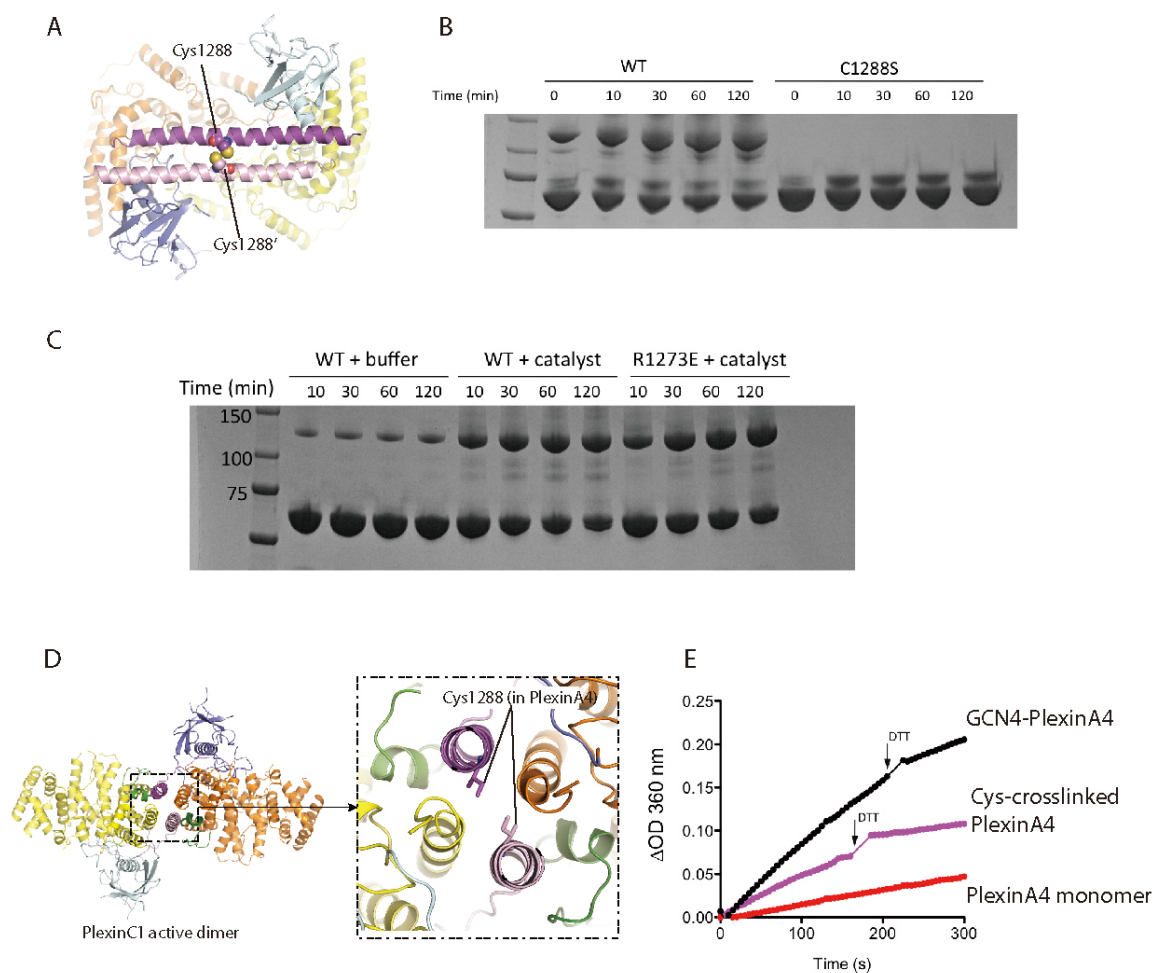 A
Cys1288
Cys1288′
B
WT
C1288S
Time (min)
0 10 30 60 120 0 10 30 60 120
C
WT + buffer WT + catalyst R1273E + catalyst
Time (min) 10 30 60 120 10 30 60 120 10 30 60 120
150
100
75
D
Cys1288 (in PlexinA4)
PlexinC1 active dimer
E
0.25
0.20
0.15
0.10
0.05
0.00
ΔOD 360 nm
DTT
DTT
GCN4-PlexinA4
Cys-crosslinked
PlexinA4
PlexinA4 monomer
0 100 200 300
Time (s)